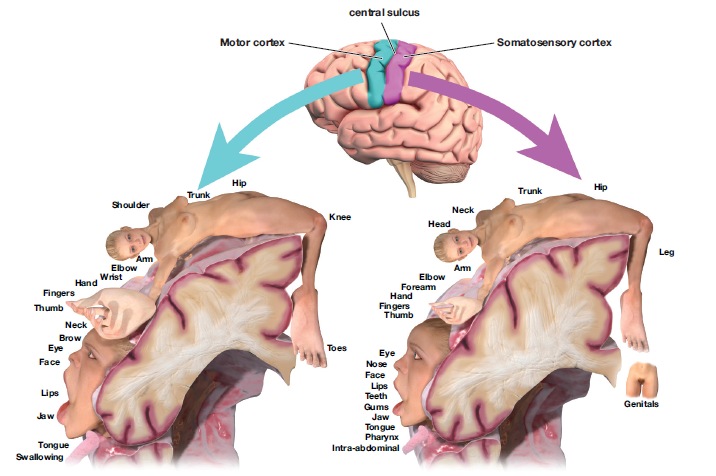 central sulcus
Motor cortex
Somatosensory cortex
Hip
Trunk
Shoulder
Knee
Arm
Elbow
Wrist
Hand
Fingers
Thumb
Neck
Brow
Eye
Face
Toes
Lips
Jaw
Tongue
Swallowing
Hip
Trunk
Neck
Head
Leg
Arm
Elbow
Forearm
Hand
Fingers
Thumb
Eye
Nose
Face
Lips
Teeth
Gums
Jaw
Tongue
Pharynx
Intra-abdominal
Genitals